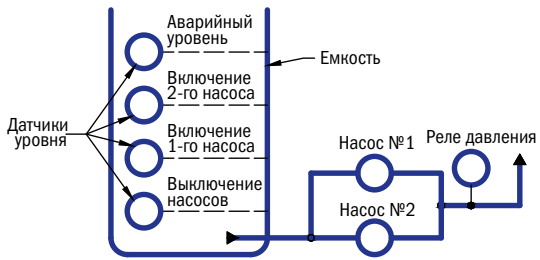 Аварийный
уровень
Включение
2-го насоса
Включение
1-го насоса
Выключение
насосов
Датчики
уровня
Емкость
Насос №1
Насос №2
Реле давления